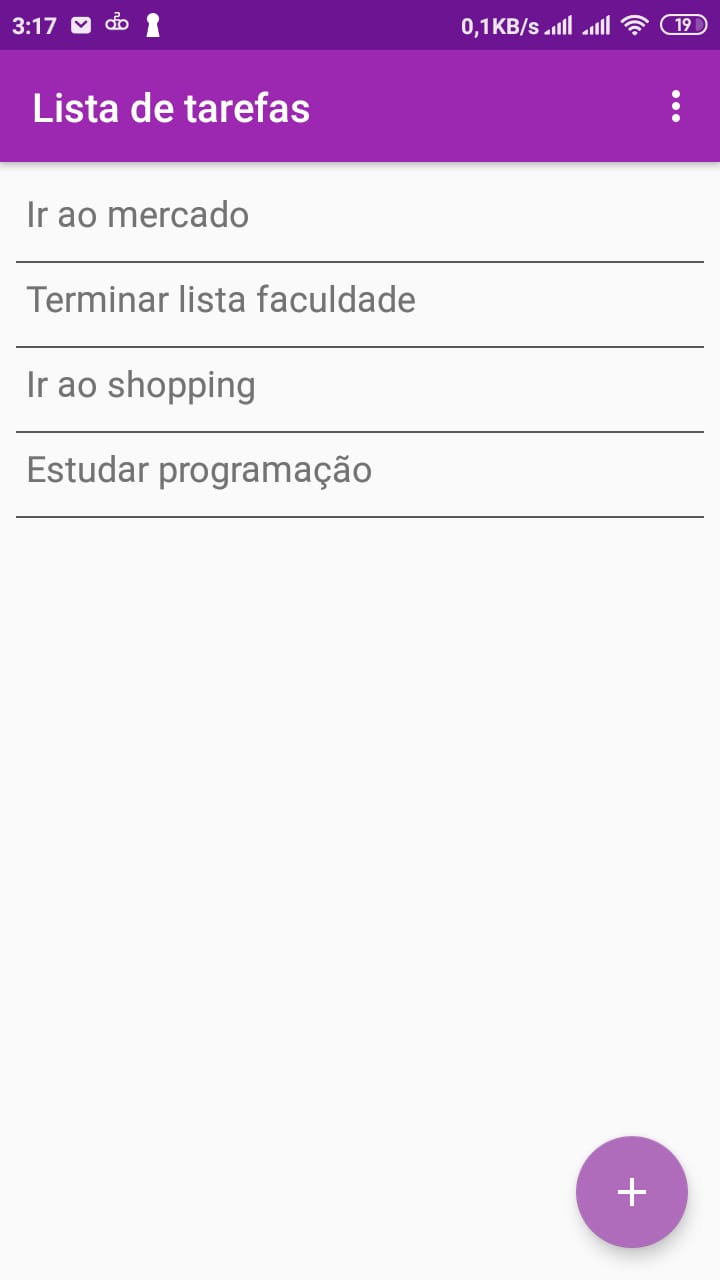 3:17 0,1KB/s 19
Lista de tarefas
Ir ao mercado
Terminar lista faculdade
Ir ao shopping
Estudar programação
+